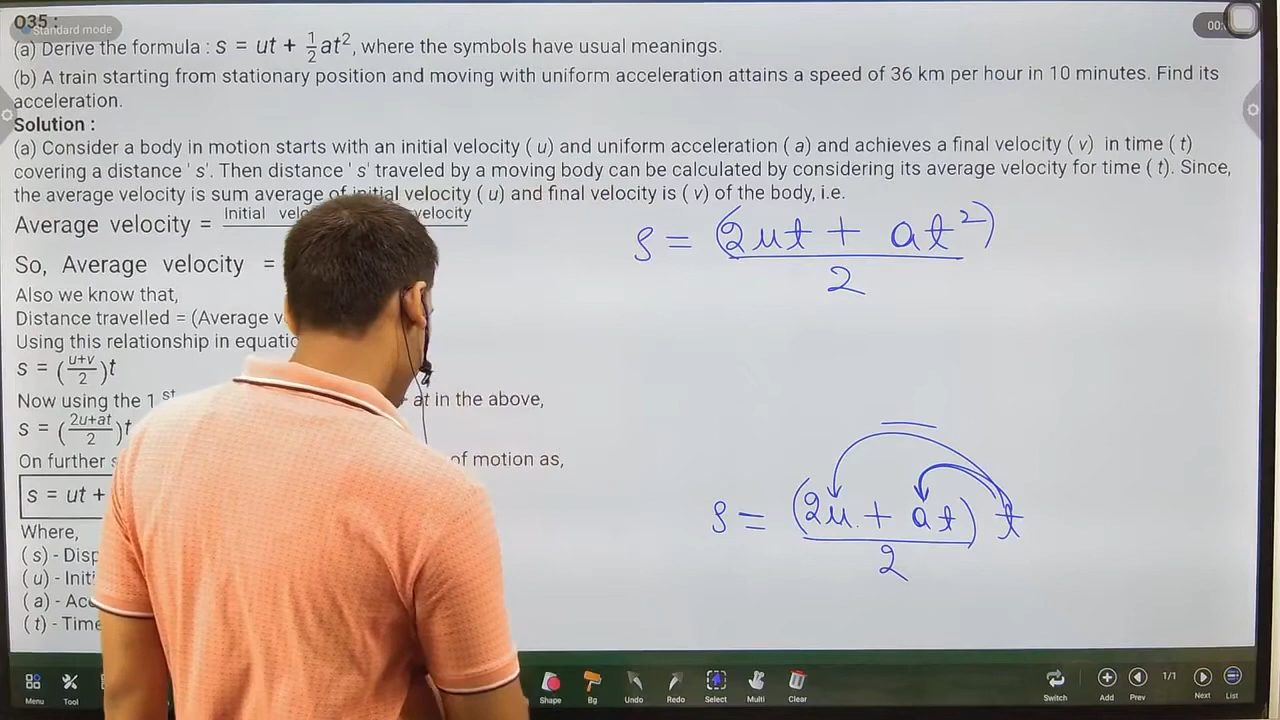 Q35 :
Standard mode
00:
(a) Derive the formula : s = ut + 1/2 at², where the symbols have usual meanings.
(b) A train starting from stationary position and moving with uniform acceleration attains a speed of 36 km per hour in 10 minutes. Find its
acceleration.
Solution :
(a) Consider a body in motion starts with an initial velocity ( u) and uniform acceleration ( a) and achieves a final velocity ( v) in time ( t)
covering a distance ' s'. Then distance ' s' traveled by a moving body can be calculated by considering its average velocity for time ( t). Since,
the average velocity is sum average of initial velocity ( u) and final velocity is ( v) of the body, i.e.
Average velocity = Initial velocity
So, Average velocity =
Also we know that,
Distance travelled = (Average
Using this relationship in
s = (u+v/2)t
Now using the 1 st at in the above,
s = (2u+at/2)t
On further of motion as,
s = ut +
Where,
( s) -
( u) -
( a) -
( t) - Time
s = (2ut + at²)/2
s = (2u + at)/2 t
Menu Tool Shape Bg Undo Redo Select Multi Clear Switch Add Prev 1/1 Next List